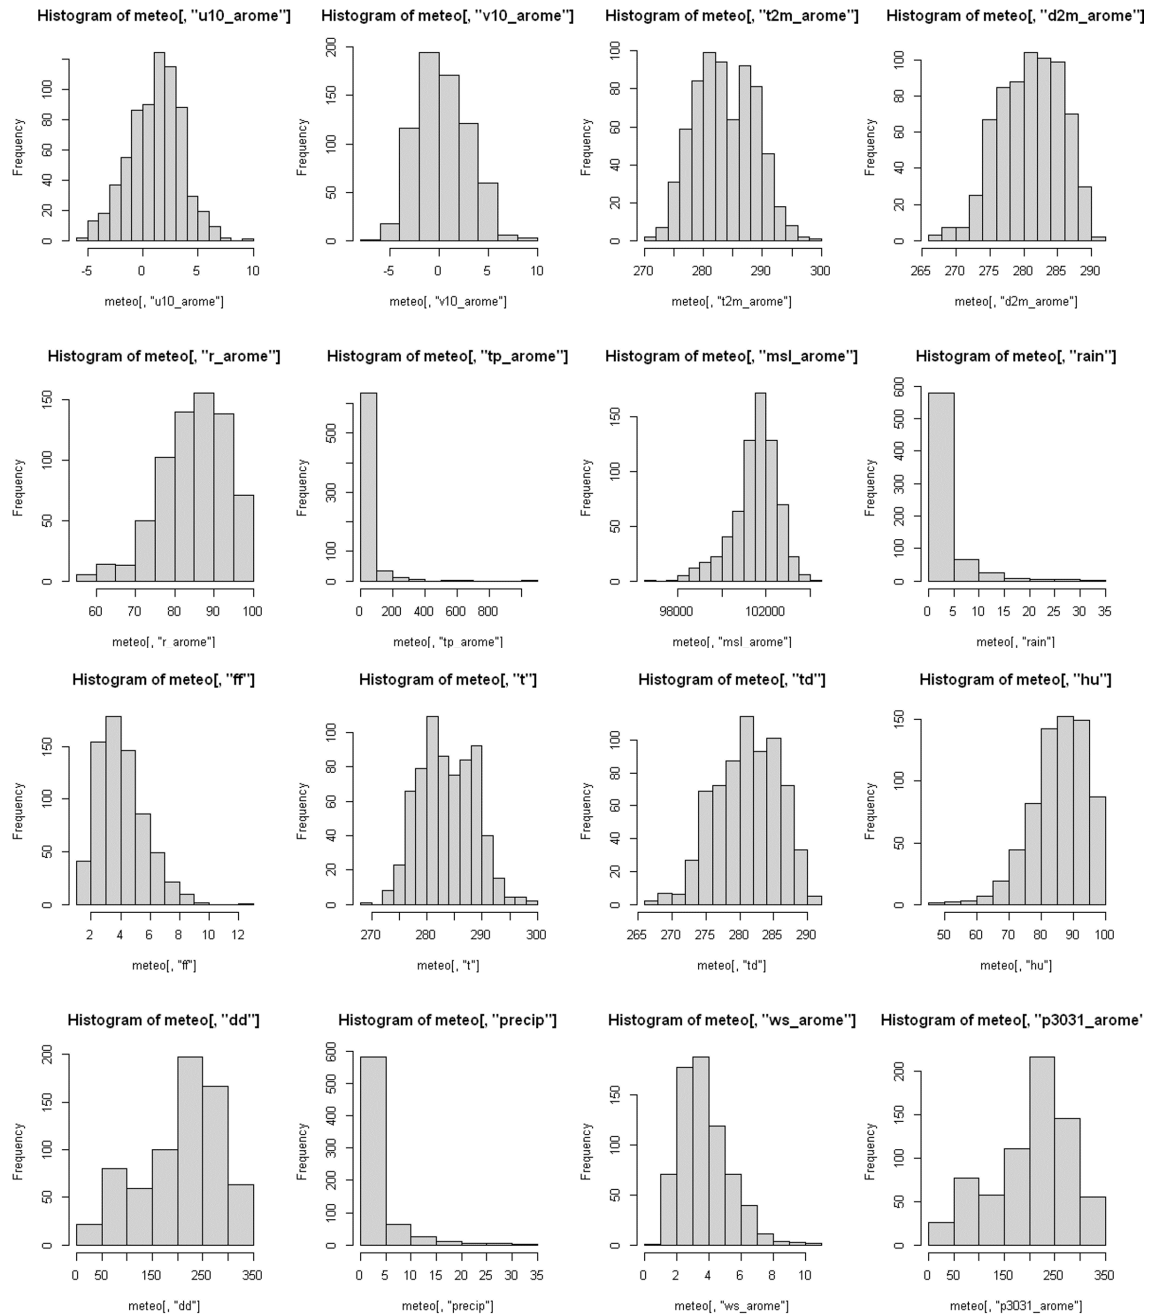 Histogram of meteo[, "u10_arome"]
Frequency
0 20 40 60 80 100
-5 0 5 10
meteo[, "u10_arome"]
Histogram of meteo[, "v10_arome"]
Frequency
0 50 100 150 200
-5 0 5 10
meteo[, "v10_arome"]
Histogram of meteo[, "t2m_arome"]
Frequency
0 20 40 60 80 100
270 280 290 300
meteo[, "t2m_arome"]
Histogram of meteo[, "d2m_arome"]
Frequency
0 20 40 60 80 100
265 270 275 280 285 290
meteo[, "d2m_arome"]
Histogram of meteo[, "r_arome"]
Frequency
0 50 100 150
60 70 80 90 100
meteo[, "r_arome"]
Histogram of meteo[, "tp_arome"]
Frequency
0 100 300 500
0 200 400 600 800
meteo[, "tp_arome"]
Histogram of meteo[, "msl_arome"]
Frequency
0 50 100 150
98000 102000
meteo[, "msl_arome"]
Histogram of meteo[, "rain"]
Frequency
0 100 200 300 400 500 600
0 5 10 15 20 25 30 35
meteo[, "rain"]
Histogram of meteo[, "ff"]
Frequency
0 50 100 150
2 4 6 8 10 12
meteo[, "ff"]
Histogram of meteo[, "t"]
Frequency
0 20 40 60 80 100
270 280 290 300
meteo[, "t"]
Histogram of meteo[, "td"]
Frequency
0 20 40 60 80 100
265 270 275 280 285 290
meteo[, "td"]
Histogram of meteo[, "hu"]
Frequency
0 50 100 150
50 60 70 80 90 100
meteo[, "hu"]
Histogram of meteo[, "dd"]
Frequency
0 50 100 150 200
0 50 150 250 350
meteo[, "dd"]
Histogram of meteo[, "precip"]
Frequency
0 100 200 300 400 500 600
0 5 10 15 20 25 30 35
meteo[, "precip"]
Histogram of meteo[, "ws_arome"]
Frequency
0 50 100 150
0 2 4 6 8 10
meteo[, "ws_arome"]
Histogram of meteo[, "p3031_arome'
Frequency
0 50 100 150 200
0 50 150 250 350
meteo[, "p3031_arome"]